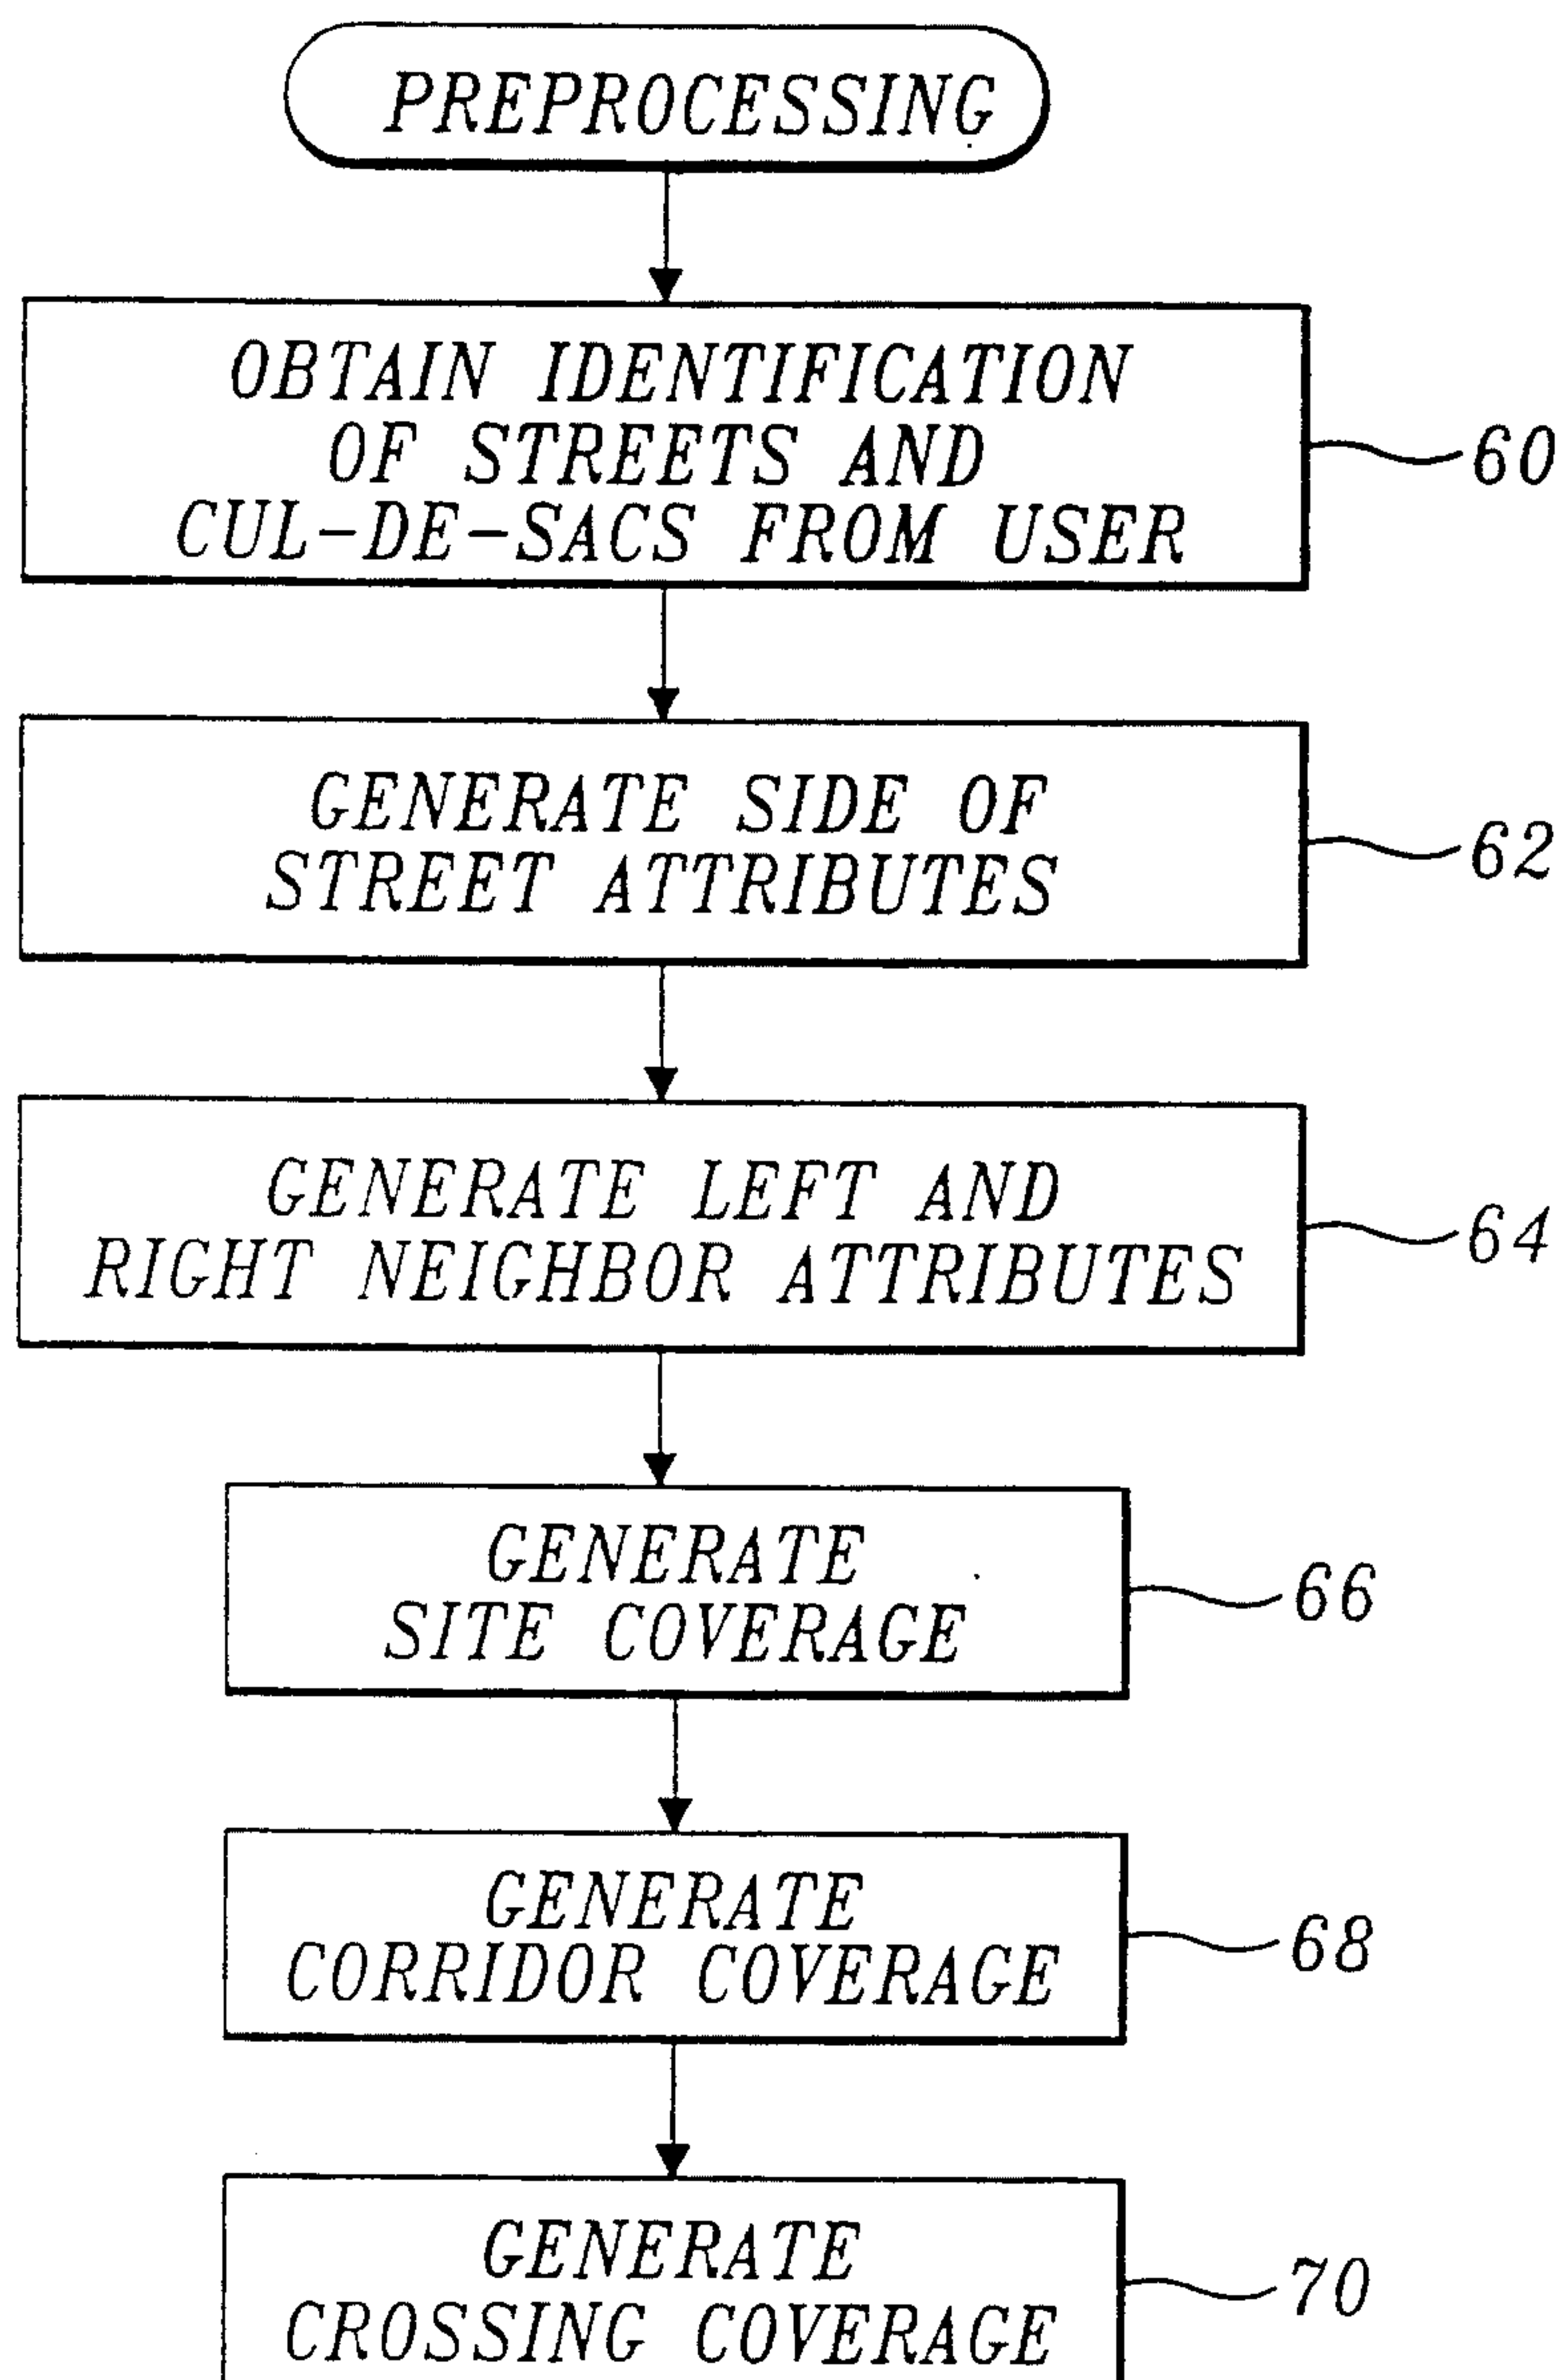 PREPROCESSING
OBTAIN IDENTIFICATION
OF STREETS AND
CUL-DE-SACS FROM USER
60
GENERATE SIDE OF
STREET ATTRIBUTES
62
GENERATE LEFT AND
RIGHT NEIGHBOR ATTRIBUTES
64
GENERATE
SITE COVERAGE
66
GENERATE
CORRIDOR COVERAGE
68
GENERATE
CROSSING COVERAGE
70